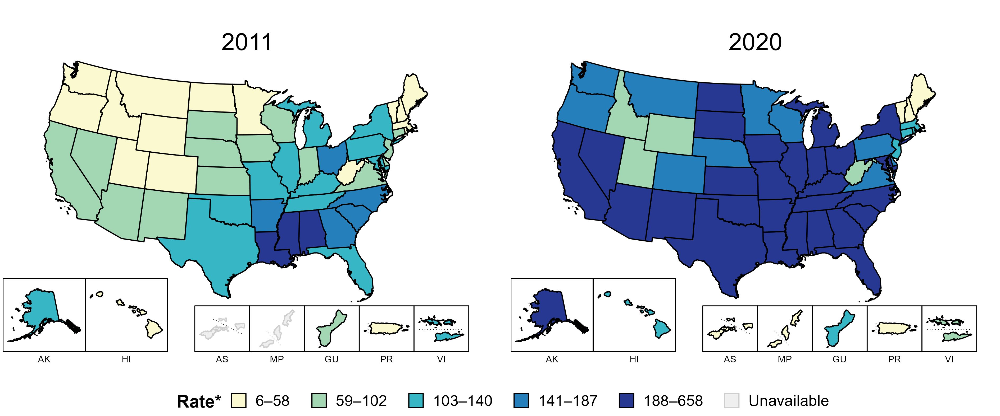 2011 2020
AK HI AS MP GU PR VI AK HI AS MP GU PR VI
Rate* 6–58 59–102 103–140 141–187 188–658 Unavailable